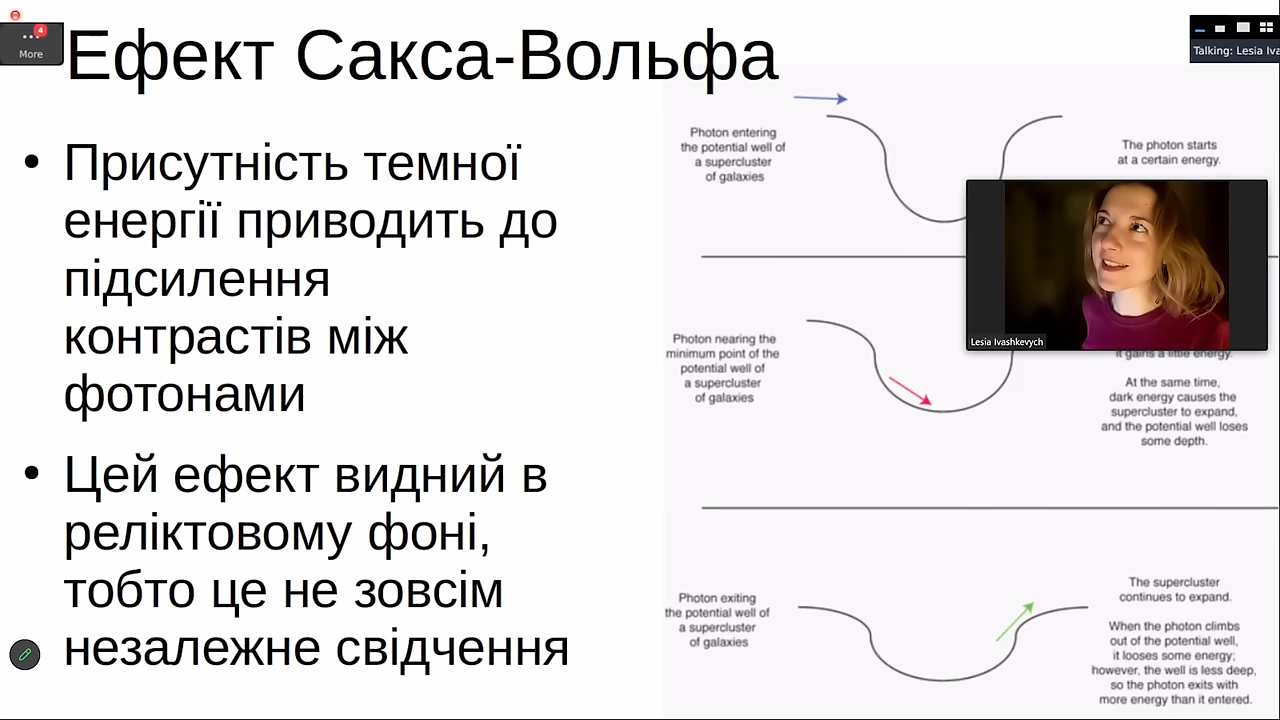 4
More
Ефект Сакса-Вольфа
Talking: Lesia Iva
Присутність темної
енергії приводить до
підсилення
контрастів між
фотонами
Цей ефект видний в
реліктовому фоні,
тобто це не зовсім
незалежне свідчення
Photon entering
the potential well of
a supercluster
of galaxies
The photon starts
at a certain energy.
Lesia Ivashkevych
Photon nearing the
minimum point of the
potential well of
a supercluster
of galaxies
it gains a little energy.
At the same time,
dark energy causes the
supercluster to expand,
and the potential well loses
some depth.
Photon exiting
the potential well of
a supercluster
of galaxies
The supercluster
continues to expand.
When the photon climbs
out of the potential well,
it looses some energy;
however, the well is less deep,
so the photon exits with
more energy than it entered.